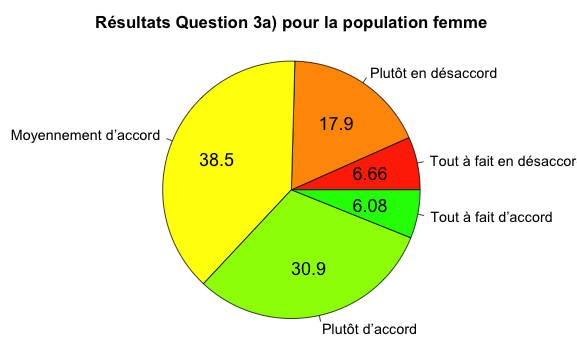 Résultats Question 3a) pour la population femme
Plutôt en désaccord
17.9
Moyennement d'accord
38.5
Tout à fait en désaccor
6.66
6.08
Tout à fait d'accord
30.9
Plutôt d'accord